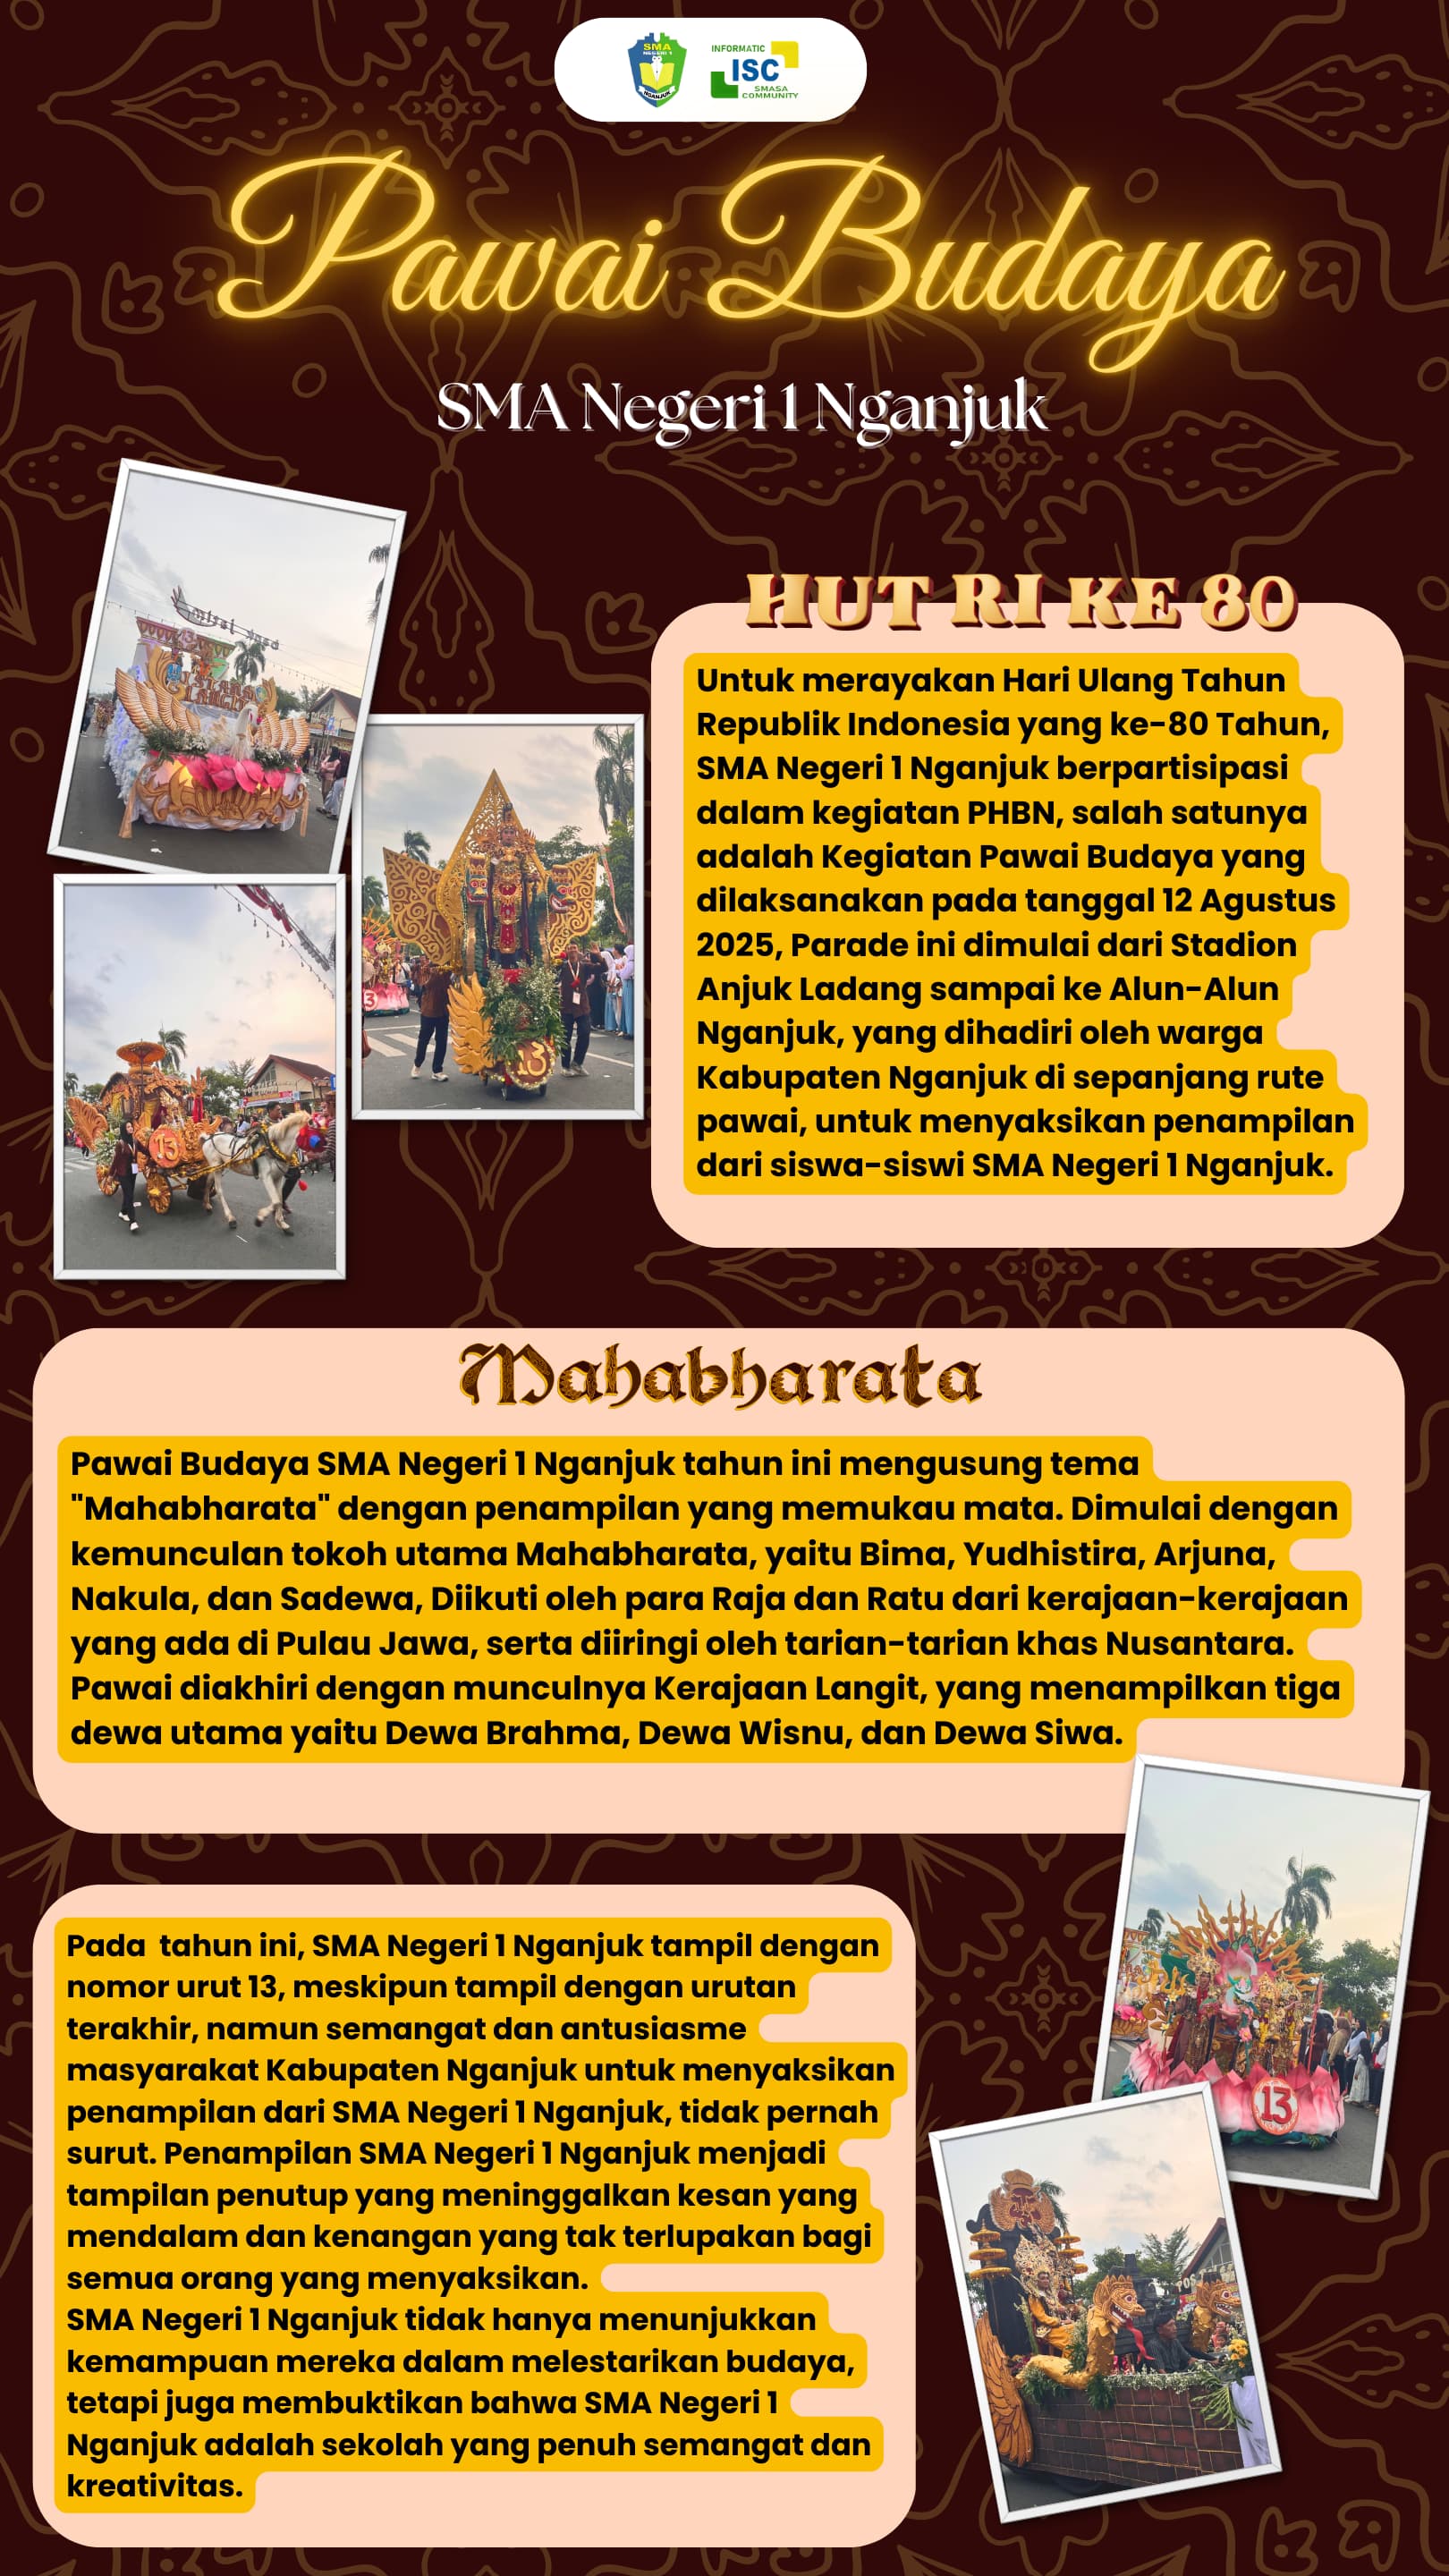 SMA
NEGERI 1
NGANJUK
INFORMATIC
ISC
SMASA
COMMUNITY
Pawai Budaya
SMA Negeri 1 Nganjuk
HUT RI KE 80
Untuk merayakan Hari Ulang Tahun
Republik Indonesia yang ke-80 Tahun,
SMA Negeri 1 Nganjuk berpartisipasi
dalam kegiatan PHBN, salah satunya
adalah Kegiatan Pawai Budaya yang
dilaksanakan pada tanggal 12 Agustus
2025, Parade ini dimulai dari Stadion
Anjuk Ladang sampai ke Alun-Alun
Nganjuk, yang dihadiri oleh warga
Kabupaten Nganjuk di sepanjang rute
pawai, untuk menyaksikan penampilan
dari siswa-siswi SMA Negeri 1 Nganjuk.
13
13
Mahabharata
Pawai Budaya SMA Negeri 1 Nganjuk tahun ini mengusung tema
"Mahabharata" dengan penampilan yang memukau mata. Dimulai dengan
kemunculan tokoh utama Mahabharata, yaitu Bima, Yudhistira, Arjuna,
Nakula, dan Sadewa, Diikuti oleh para Raja dan Ratu dari kerajaan-kerajaan
yang ada di Pulau Jawa, serta diiringi oleh tarian-tarian khas Nusantara.
Pawai diakhiri dengan munculnya Kerajaan Langit, yang menampilkan tiga
dewa utama yaitu Dewa Brahma, Dewa Wisnu, dan Dewa Siwa.
Pada  tahun ini, SMA Negeri 1 Nganjuk tampil dengan
nomor urut 13, meskipun tampil dengan urutan
terakhir, namun semangat dan antusiasme
masyarakat Kabupaten Nganjuk untuk menyaksikan
penampilan dari SMA Negeri 1 Nganjuk, tidak pernah
surut. Penampilan SMA Negeri 1 Nganjuk menjadi
tampilan penutup yang meninggalkan kesan yang
mendalam dan kenangan yang tak terlupakan bagi
semua orang yang menyaksikan.
SMA Negeri 1 Nganjuk tidak hanya menunjukkan
kemampuan mereka dalam melestarikan budaya,
tetapi juga membuktikan bahwa SMA Negeri 1
Nganjuk adalah sekolah yang penuh semangat dan
kreativitas.
13